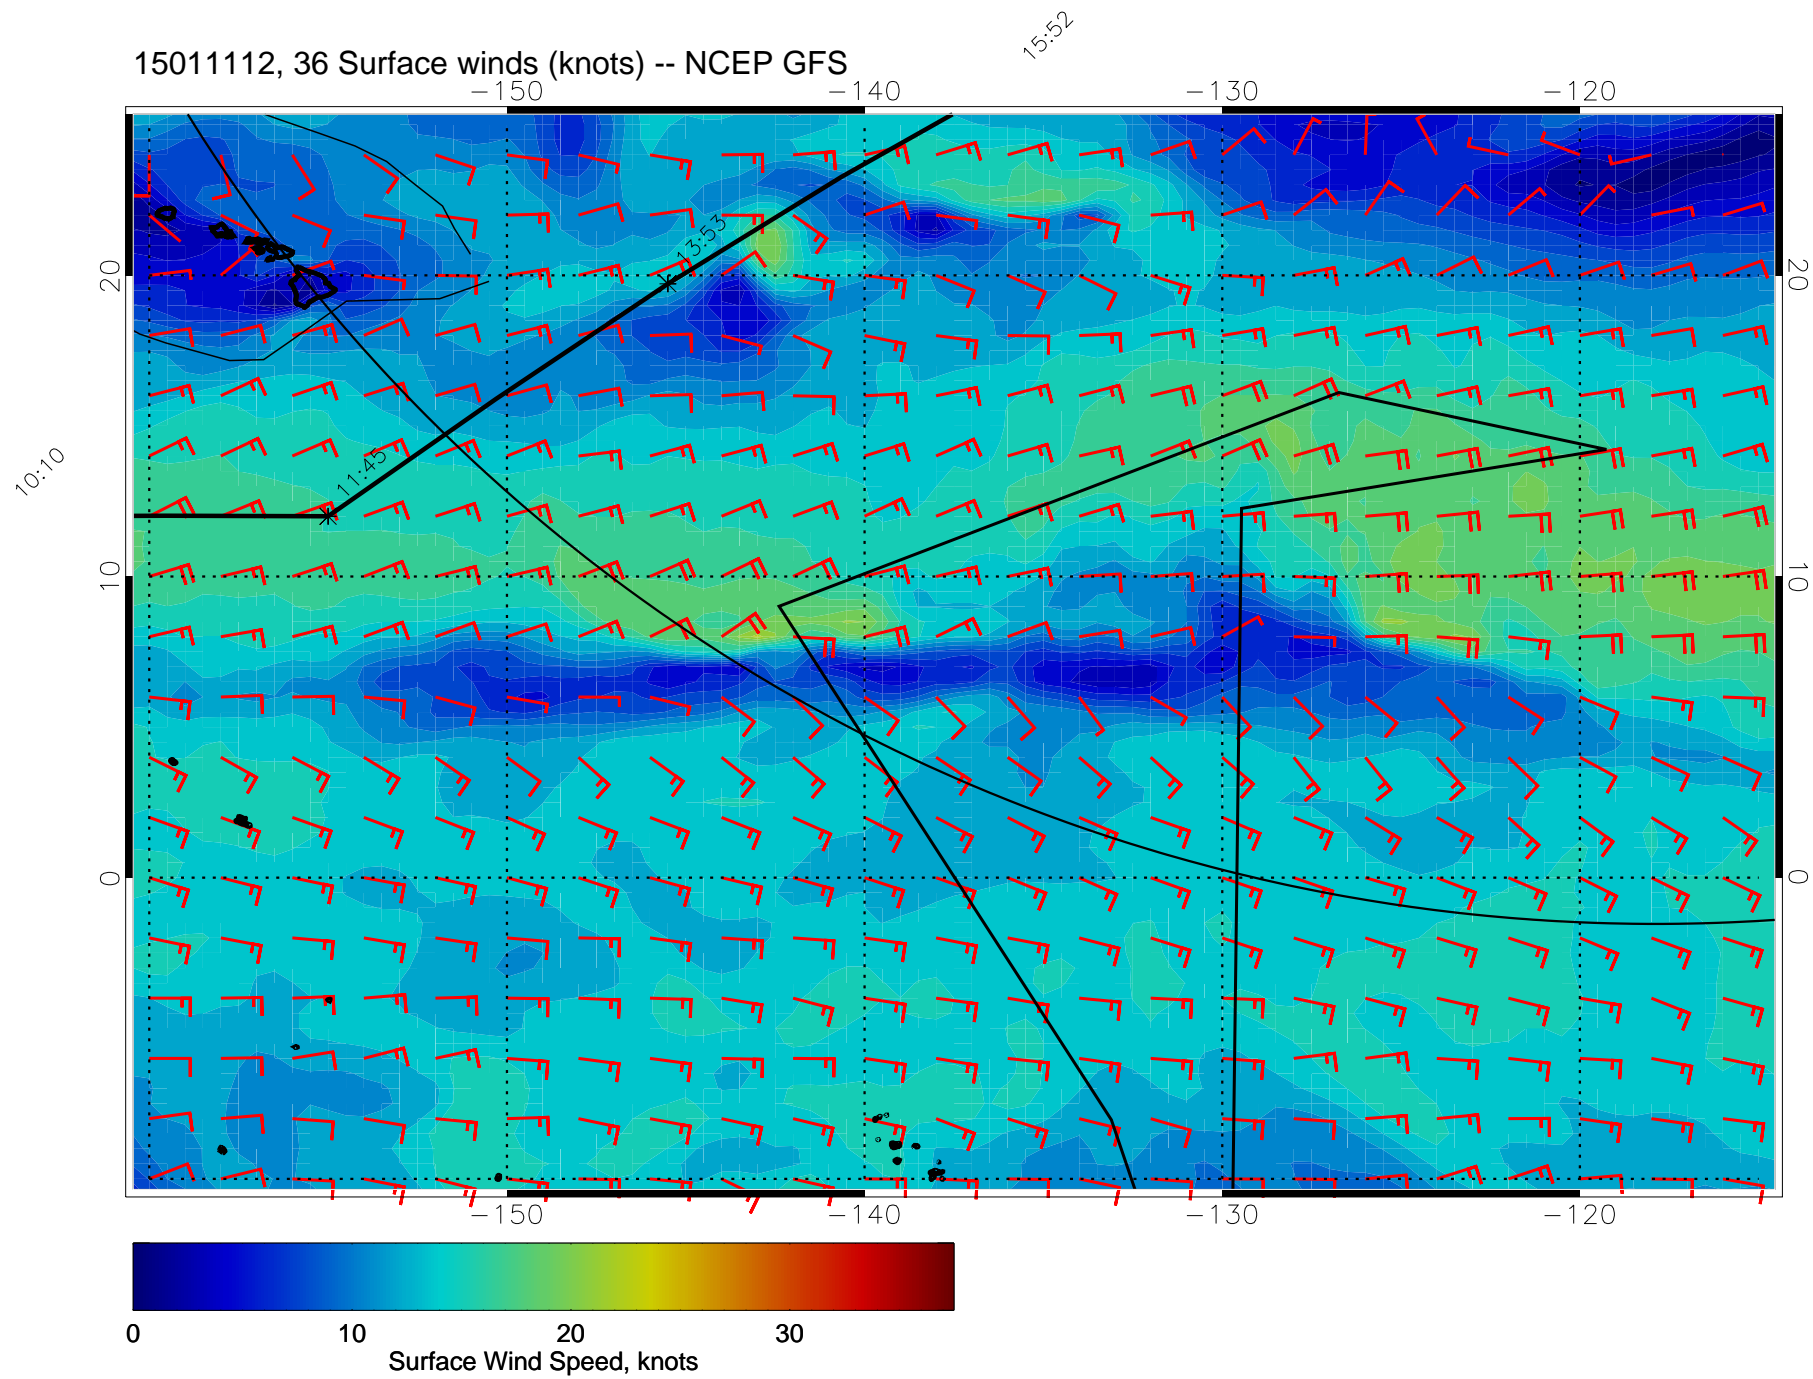 15:52
15011112, 36 Surface winds (knots) -- NCEP GFS
-150 -140 -130 -120
20 13:53 20
10:10 11:45
10 10
0 0
-150 -140 -130 -120
0 10 20 30
Surface Wind Speed, knots